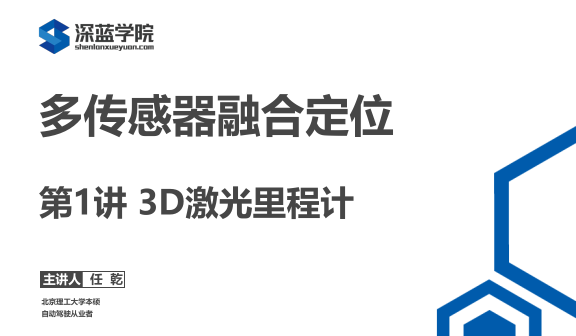 深蓝学院
shenlanxueyuan.com
多传感器融合定位
第1讲 3D激光里程计
主讲人 任 乾
北京理工大学本硕
自动驾驶从业者